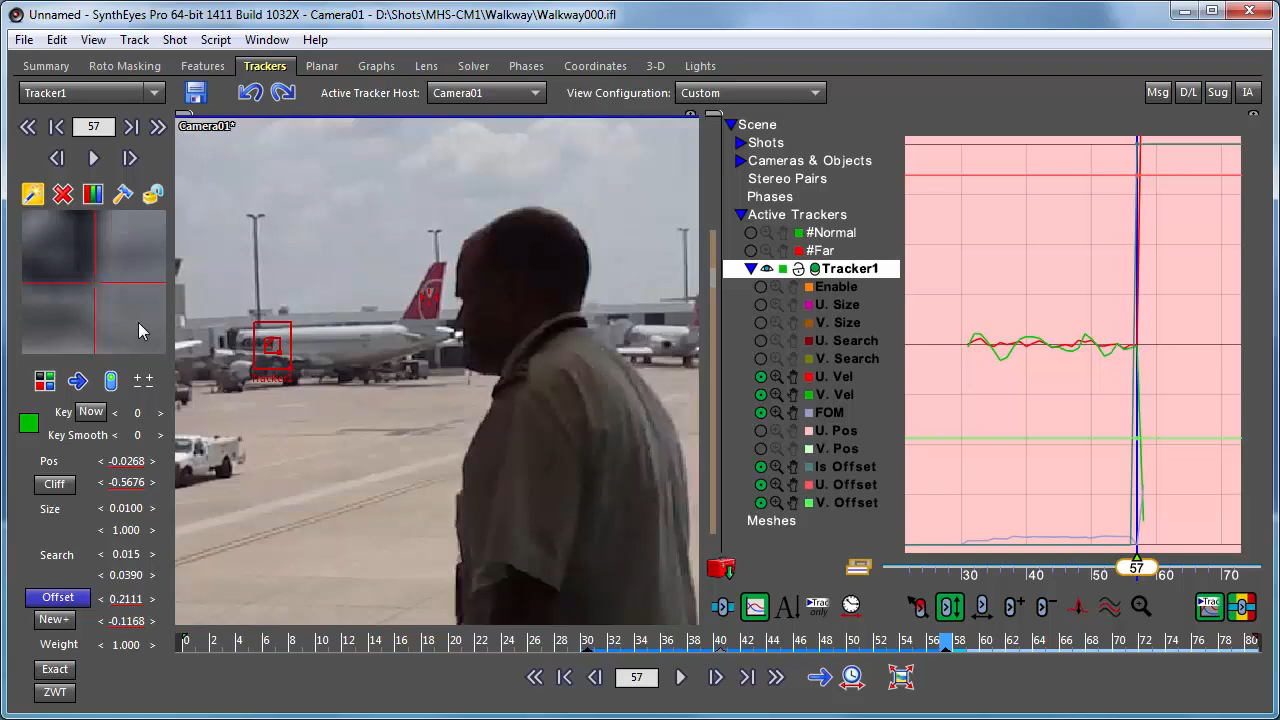 Unnamed - SynthEyes Pro 64-bit 1411 Build 1032X - Camera01 - D:\Shots\MHS-CM1\Walkway\Walkway000.ifl
File Edit View Track Shot Script Window Help
Summary Roto Masking Features Trackers Planar Graphs Lens Solver Phases Coordinates 3-D Lights
Tracker1 Active Tracker Host: Camera01 View Configuration: Custom Msg D/L Sug IA
57
Camera01*
Key Now < 0 >
Key Smooth < 0 >
Pos < -0.0268 >
Cliff < -0.5676 >
Size < 0.0100 >
1.000
Search < 0.015 >
< 0.0390 >
Offset < 0.2111 >
New+ < -0.1168 >
Weight < 1.000 >
Exact
ZWT
Scene
Shots
Cameras & Objects
Stereo Pairs
Phases
Active Trackers
#Normal
#Far
Tracker1
Enable
U. Size
V. Size
U. Search
V. Search
U. Vel
V. Vel
FOM
U. Pos
V. Pos
Is Offset
U. Offset
V. Offset
Meshes
30 40 50 57 60 70
Trac only
Trac
0 2 4 6 8 10 12 14 16 18 20 22 24 26 28 30 32 34 36 38 40 42 44 46 48 50 52 54 56 58 60 62 64 66 68 70 72 74 76 78 80
57